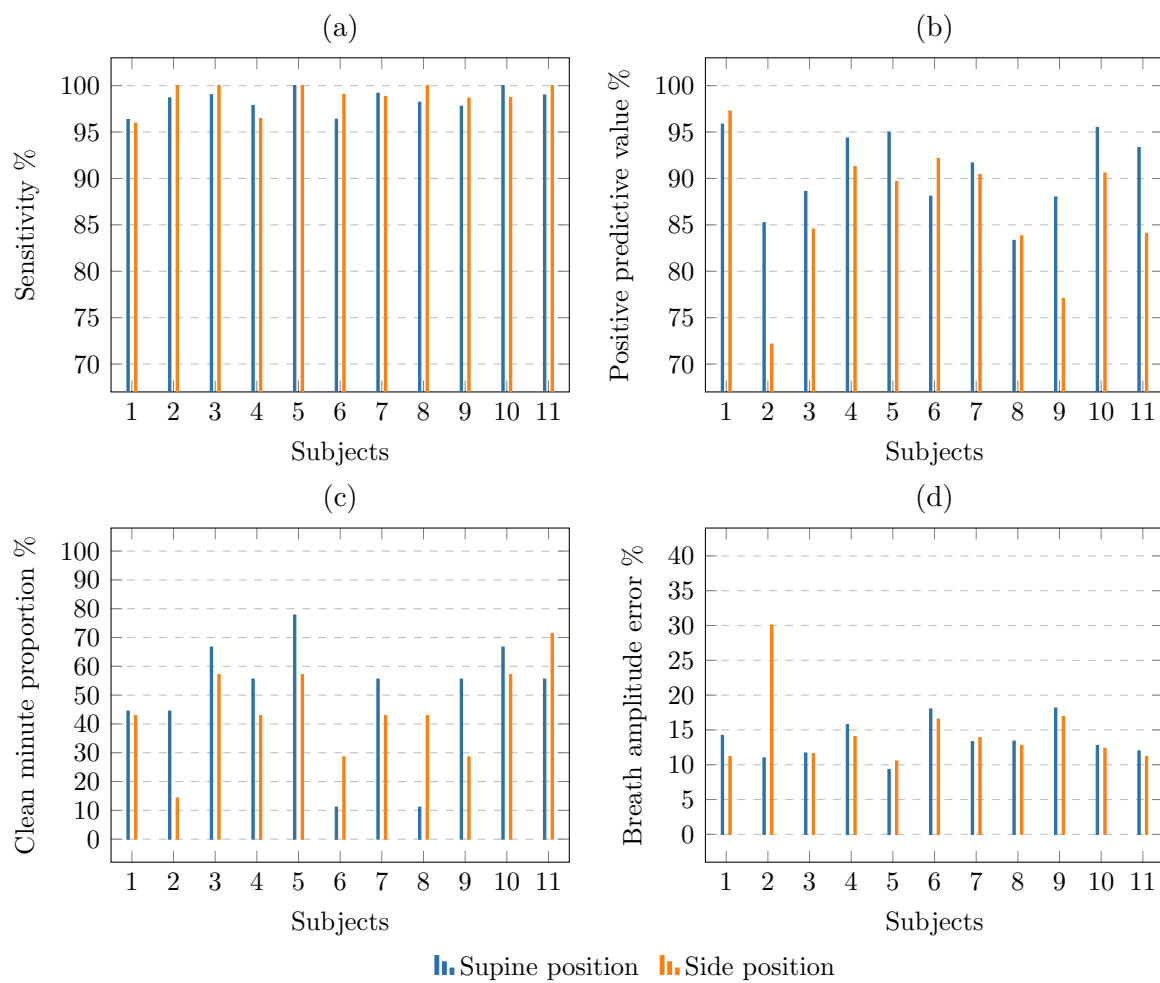 (a)
Sensitivity %
100
95
90
85
80
75
70
1 2 3 4 5 6 7 8 9 10 11
Subjects
(b)
Positive predictive value %
100
95
90
85
80
75
70
1 2 3 4 5 6 7 8 9 10 11
Subjects
(c)
Clean minute proportion %
100
90
80
70
60
50
40
30
20
10
0
1 2 3 4 5 6 7 8 9 10 11
Subjects
(d)
Breath amplitude error %
40
35
30
25
20
15
10
5
0
1 2 3 4 5 6 7 8 9 10 11
Subjects
Supine position Side position